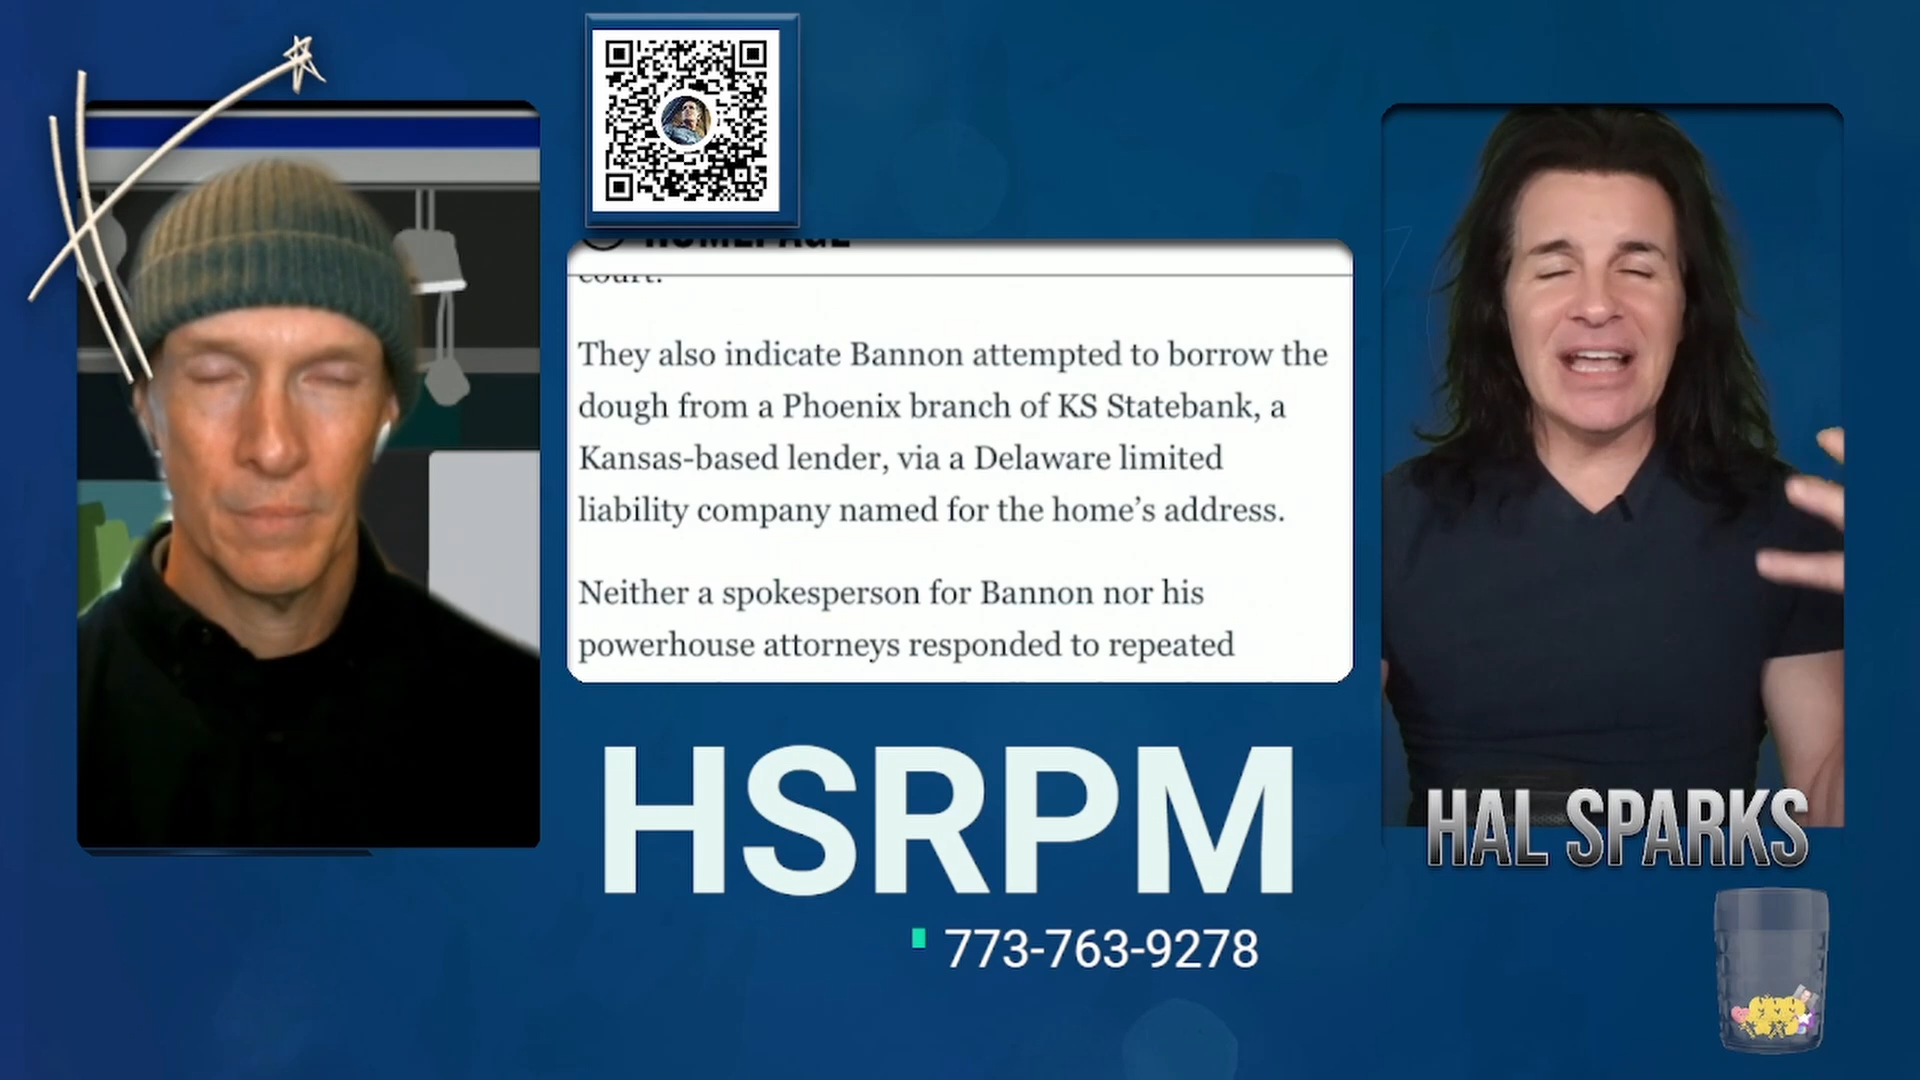 HOMEPAGE
court.
They also indicate Bannon attempted to borrow the
dough from a Phoenix branch of KS Statebank, a
Kansas-based lender, via a Delaware limited
liability company named for the home’s address.
Neither a spokesperson for Bannon nor his
powerhouse attorneys responded to repeated
HSRPM
773-763-9278
HAL SPARKS